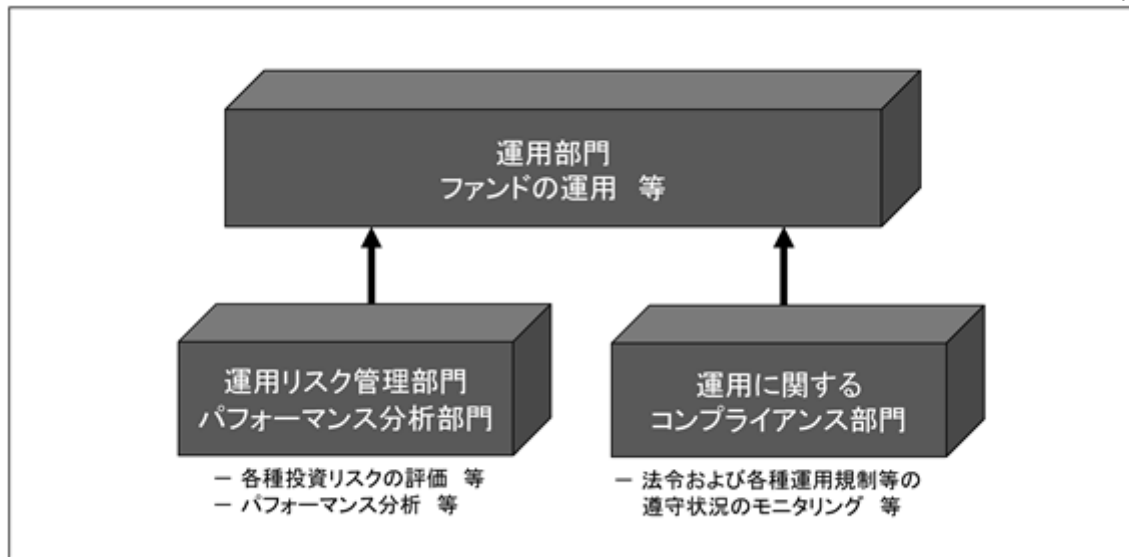 運用部門
ファンドの運用 等
運用リスク管理部門
パフォーマンス分析部門
運用に関する
コンプライアンス部門
－ 各種投資リスクの評価 等
－ パフォーマンス分析 等
－ 法令および各種運用規制等の
遵守状況のモニタリング 等